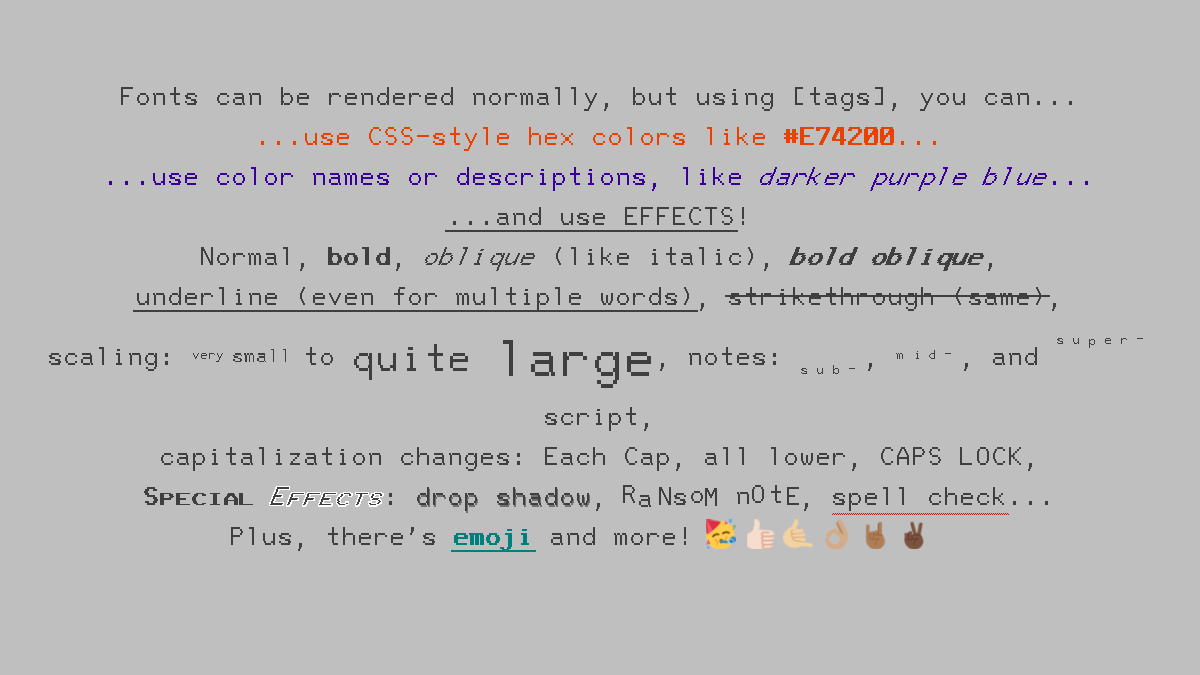 Fonts can be rendered normally, but using [tags], you can...
...use CSS-style hex colors like #E74200...
...use color names or descriptions, like darker purple blue...
...and use EFFECTS!
Normal, bold, oblique (like italic), bold oblique,
underline (even for multiple words), strikethrough (same),
scaling: very small to quite large, notes: sub-, mid-, and super-
script,
capitalization changes: Each Cap, all lower, CAPS LOCK,
Special Effects: drop shadow, RaNsoM nOtE, spell check...
Plus, there's emoji and more! 🥳👍🏻🤙🏼👌🏽🤘🏾✌🏿